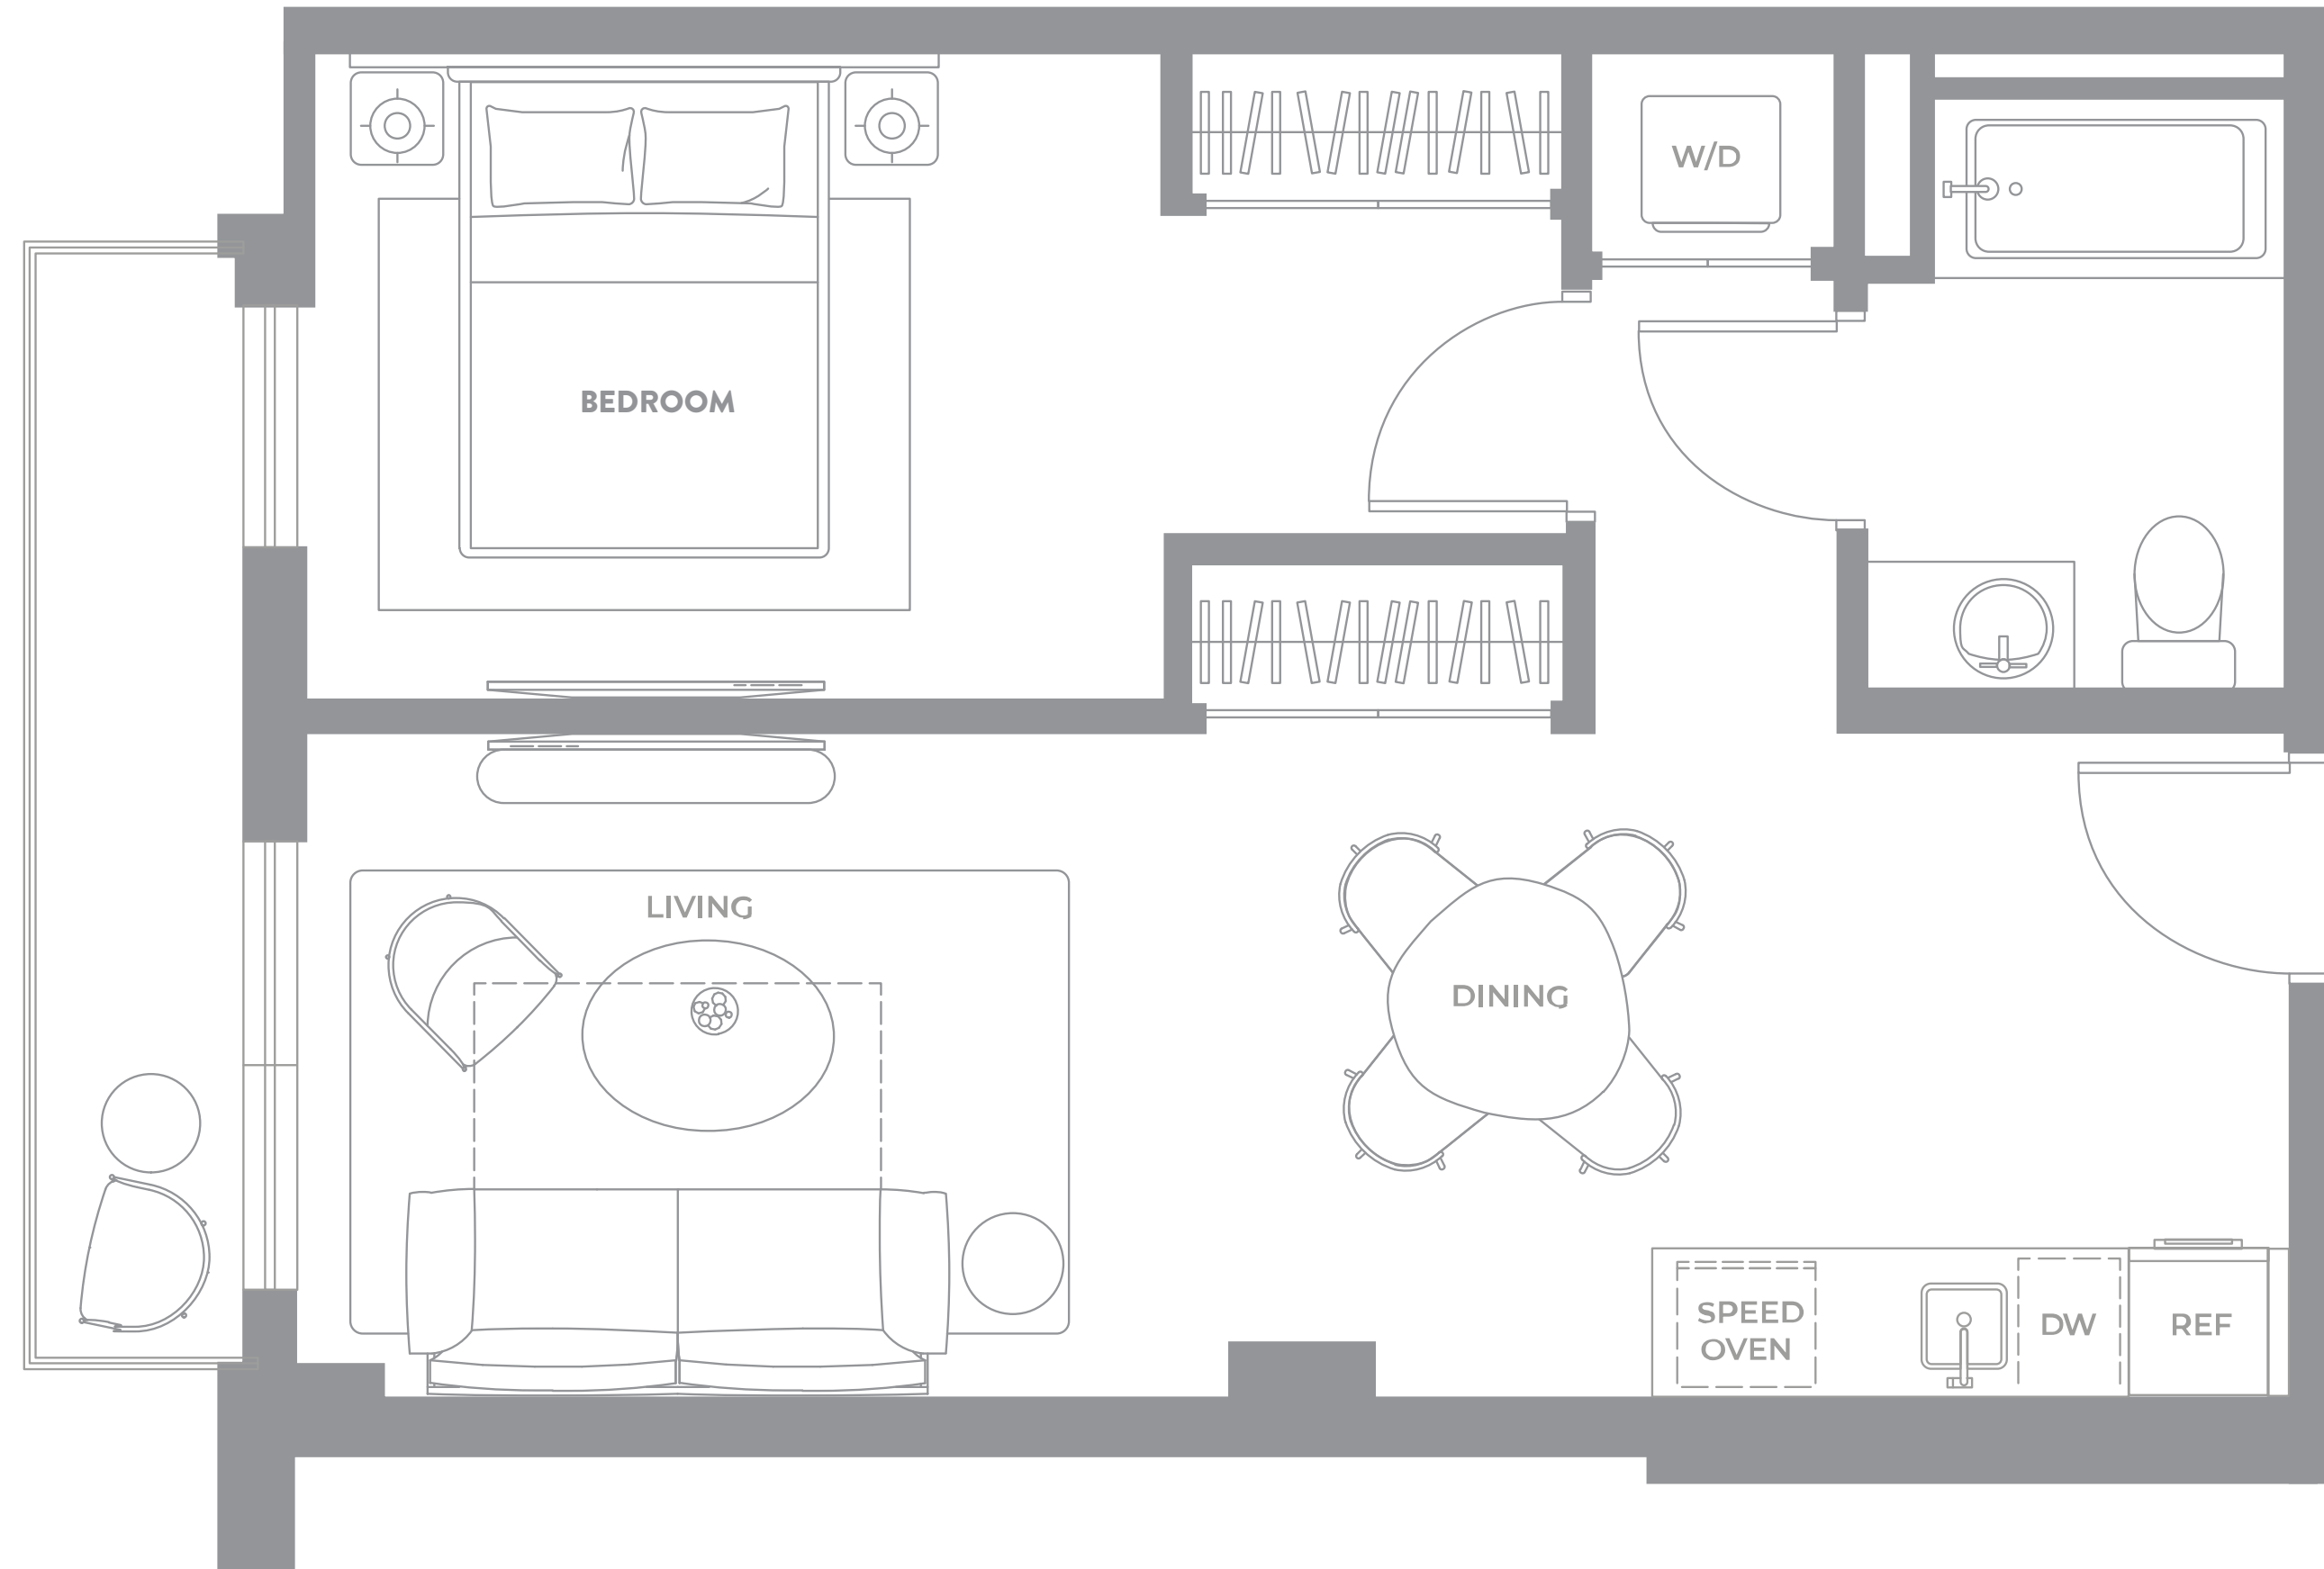 W/D
BEDROOM
LIVING
DINING
SPEED
OVEN
DW
REF